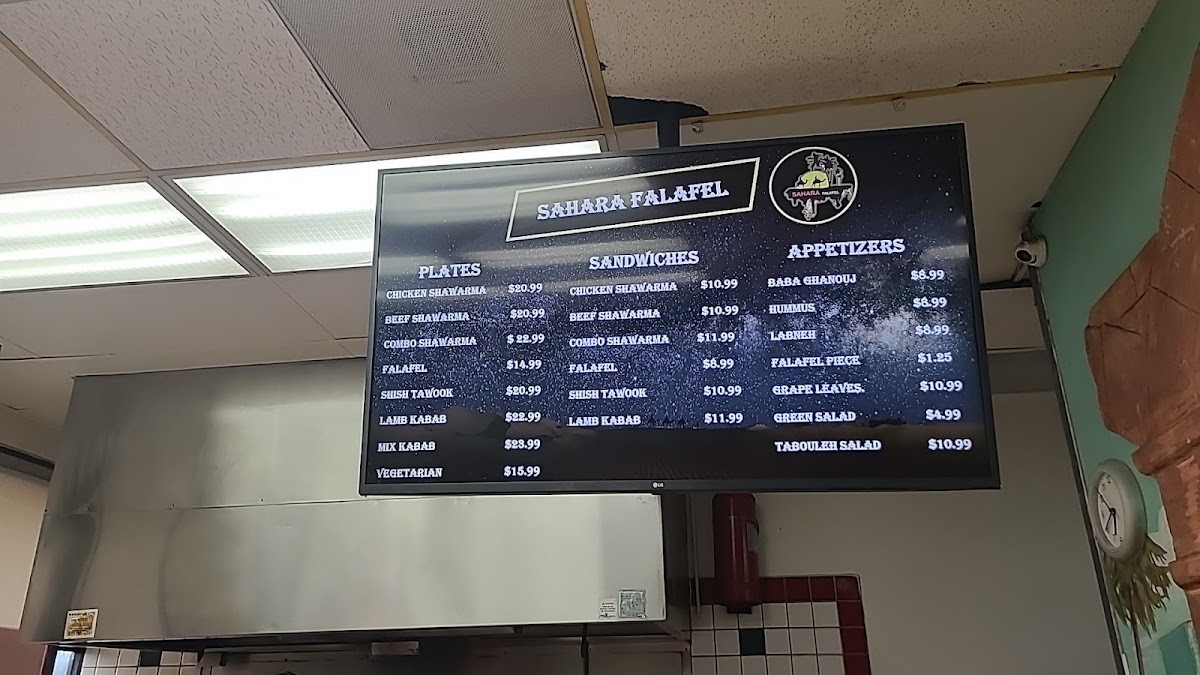 SAHARA FALAFEL
SAHARA FALAFEL
PLATES
CHICKEN SHAWARMA $20.99
BEEF SHAWARMA $20.99
COMBO SHAWARMA $ 22.99
FALAFEL $14.99
SHISH TAWOOK $20.99
LAMB KABAB $22.99
MIX KABAB $23.99
VEGETARIAN $15.99
SANDWICHES
CHICKEN SHAWARMA $10.99
BEEF SHAWARMA $10.99
COMBO SHAWARMA $11.99
FALAFEL $8.99
SHISH TAWOOK $10.99
LAMB KABAB $11.99
APPETIZERS
BABA GHANOUJ $8.99
HUMMUS $8.99
LABNEH $8.99
FALAFEL PIECE $1.25
GRAPE LEAVES $10.99
GREEN SALAD $4.99
TABOULEH SALAD $10.99
LG